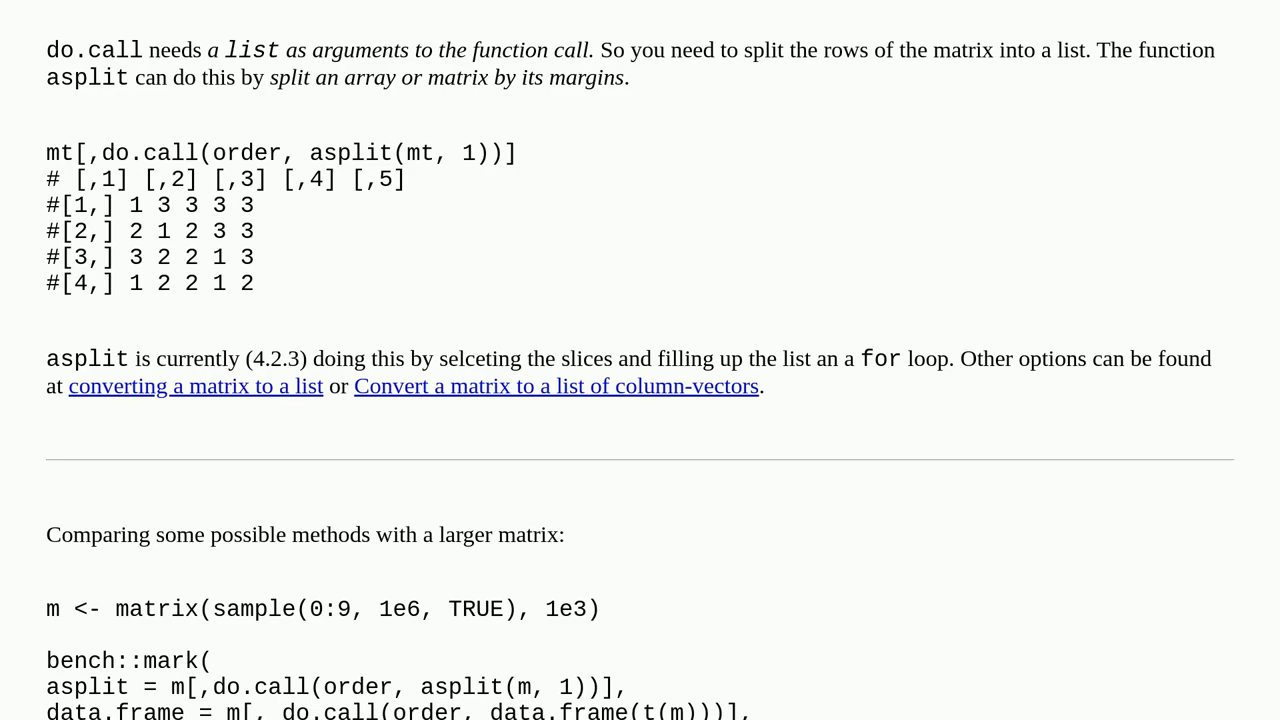 do.call needs a list as arguments to the function call. So you need to split the rows of the matrix into a list. The function
asplit can do this by split an array or matrix by its margins.
mt[,do.call(order, asplit(mt, 1))]
# [,1] [,2] [,3] [,4] [,5]
#[1,] 1 3 3 3 3
#[2,] 2 1 2 3 3
#[3,] 3 2 2 1 3
#[4,] 1 2 2 1 2
asplit is currently (4.2.3) doing this by selceting the slices and filling up the list an a for loop. Other options can be found
at converting a matrix to a list or Convert a matrix to a list of column-vectors.
Comparing some possible methods with a larger matrix:
m <- matrix(sample(0:9, 1e6, TRUE), 1e3)
bench::mark(
asplit = m[,do.call(order, asplit(m, 1))],
data.frame = m[, do.call(order, data.frame(t(m)))],